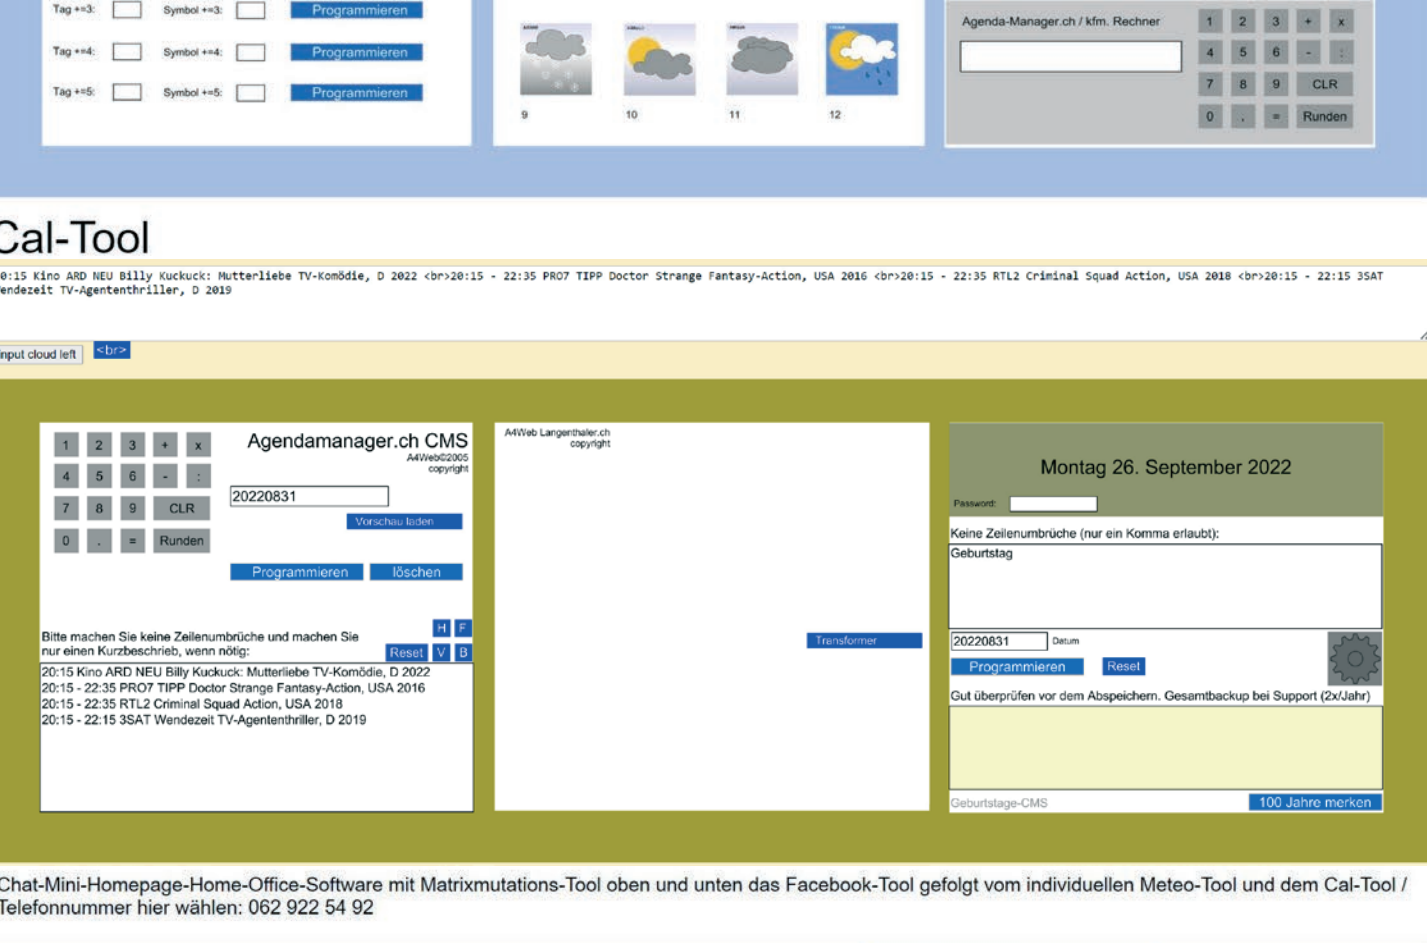 Tag +=3: Symbol +=3: Programmieren
Tag +=4: Symbol +=4: Programmieren
Tag +=5: Symbol +=5: Programmieren
9 10 11 12
Agenda-Manager.ch / kfm. Rechner
1 2 3 + x
4 5 6 - :
7 8 9 CLR
0 . = Runden
Cal-Tool
0:15 Kino ARD NEU Billy Kuckuck: Mutterliebe TV-Komödie, D 2022 <br>20:15 - 22:35 PRO7 TIPP Doctor Strange Fantasy-Action, USA 2016 <br>20:15 - 22:35 RTL2 Criminal Squad Action, USA 2018 <br>20:15 - 22:15 3SAT
Wendezeit TV-Agententhriller, D 2019
input cloud left <br>
1 2 3 + x
4 5 6 - :
7 8 9 CLR
0 . = Runden
Agendamanager.ch CMS
A4Web©2005
copyright
20220831
Vorschau laden
Programmieren löschen
H F
Bitte machen Sie keine Zeilenumbrüche und machen Sie
nur einen Kurzbeschrieb, wenn nötig: Reset V B
20:15 Kino ARD NEU Billy Kuckuck: Mutterliebe TV-Komödie, D 2022
20:15 - 22:35 PRO7 TIPP Doctor Strange Fantasy-Action, USA 2016
20:15 - 22:35 RTL2 Criminal Squad Action, USA 2018
20:15 - 22:15 3SAT Wendezeit TV-Agententhriller, D 2019
A4Web Langenthaler.ch
copyright
Transformer
Montag 26. September 2022
Password:
Keine Zeilenumbrüche (nur ein Komma erlaubt):
Geburtstag
20220831 Datum
Programmieren Reset
Gut überprüfen vor dem Abspeichern. Gesamtbackup bei Support (2x/Jahr)
Geburtstage-CMS 100 Jahre merken
Chat-Mini-Homepage-Home-Office-Software mit Matrixmutations-Tool oben und unten das Facebook-Tool gefolgt vom individuellen Meteo-Tool und dem Cal-Tool /
Telefonnummer hier wählen: 062 922 54 92